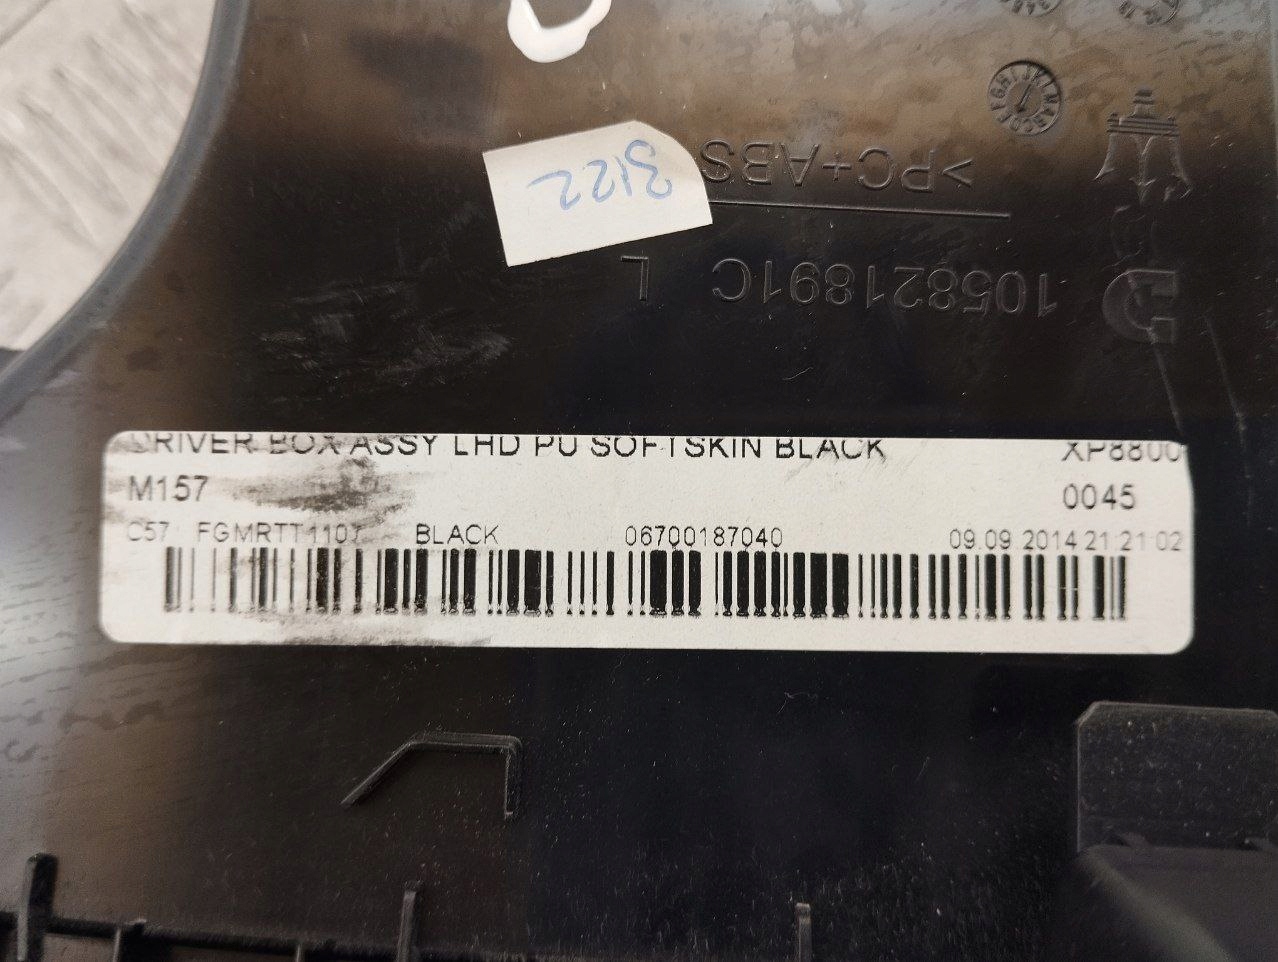 3122
>PC+ABS
105821891C L
DRIVER BOX ASSY LHD PU SOFTSKIN BLACK XP8800
M157 0045
C57 FGMRTT1107 BLACK 06700187040 09.09.2014 21:21:02